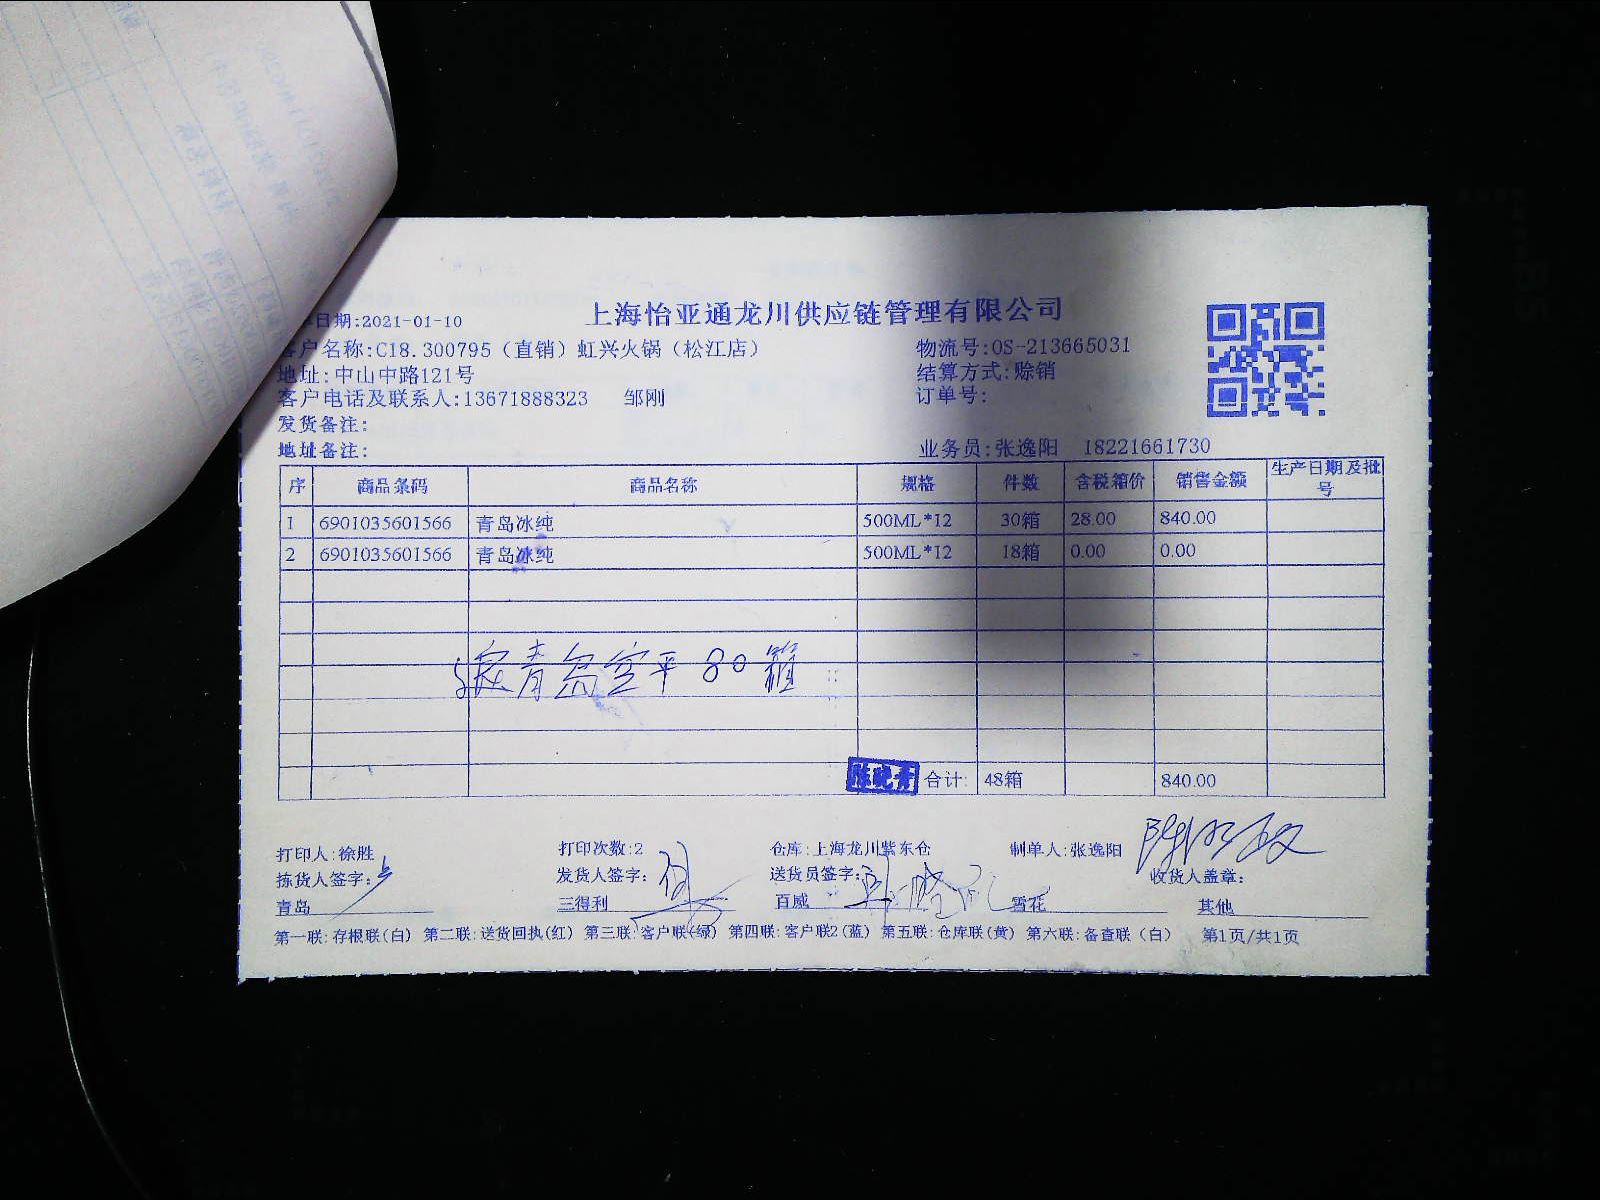 上海怡亚通龙川供应链管理有限公司
日期:2021-01-10
客户名称:C18.300795（直销）虹兴火锅（松江店） 物流号:OS-213665031
地址:中山中路121号 结算方式:赊销
客户电话及联系人:13671888323 邹刚 订单号:
发货备注:
地址备注: 业务员:张逸阳 18221661730
序 商品条码 商品名称 规格 件数 含税箱价 销售金额 生产日期及批号
1 6901035601566 青岛冰纯 500ML*12 30箱 28.00 840.00
2 6901035601566 青岛冰纯 500ML*12 18箱 0.00 0.00
青岛空平80箱
陈晓青 合计: 48箱 840.00
打印人:徐胜 打印次数:2 仓库:上海龙川紫东仓 制单人:张逸阳
拣货人签字: 发货人签字: 送货员签字: 收货人盖章:
青岛 三得利 百威 雪花 其他
第一联:存根联(白) 第二联:送货回执(红) 第三联:客户联(绿) 第四联:客户联2(蓝) 第五联:仓库联(黄) 第六联:备查联（白） 第1页/共1页